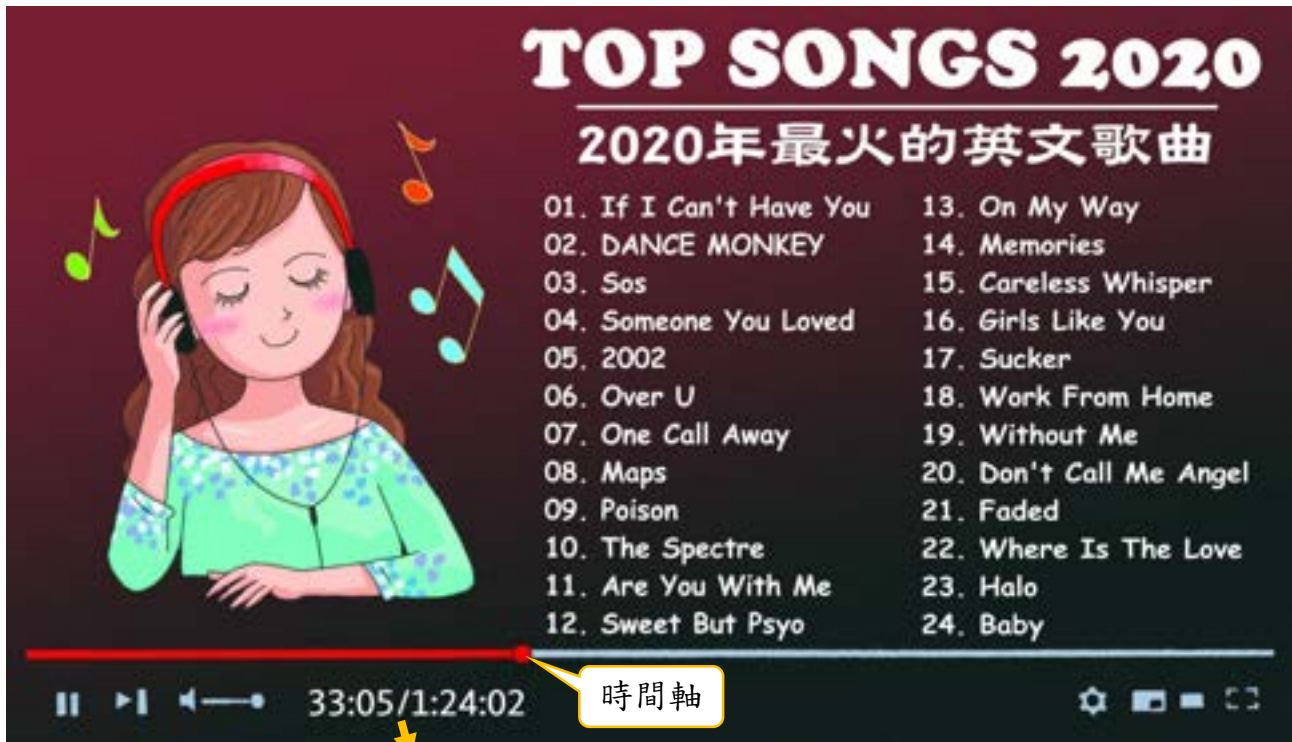 TOP SONGS 2020
2020年最火的英文歌曲
01. If I Can't Have You
02. DANCE MONKEY
03. Sos
04. Someone You Loved
05. 2002
06. Over U
07. One Call Away
08. Maps
09. Poison
10. The Spectre
11. Are You With Me
12. Sweet But Psyo
13. On My Way
14. Memories
15. Careless Whisper
16. Girls Like You
17. Sucker
18. Work From Home
19. Without Me
20. Don't Call Me Angel
21. Faded
22. Where Is The Love
23. Halo
24. Baby
33:05/1:24:02
時間軸